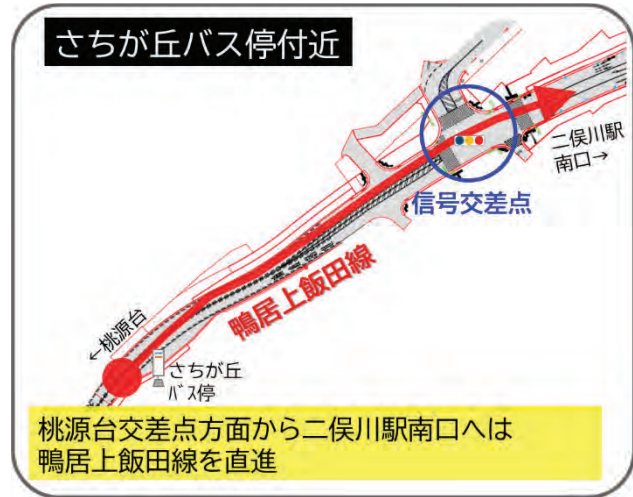 さちが丘バス停付近
二俣川駅
南口→
信号交差点
鴨居上飯田線
←桃源台
さちが丘
バス停
桃源台交差点方面から二俣川駅南口へは
鴨居上飯田線を直進